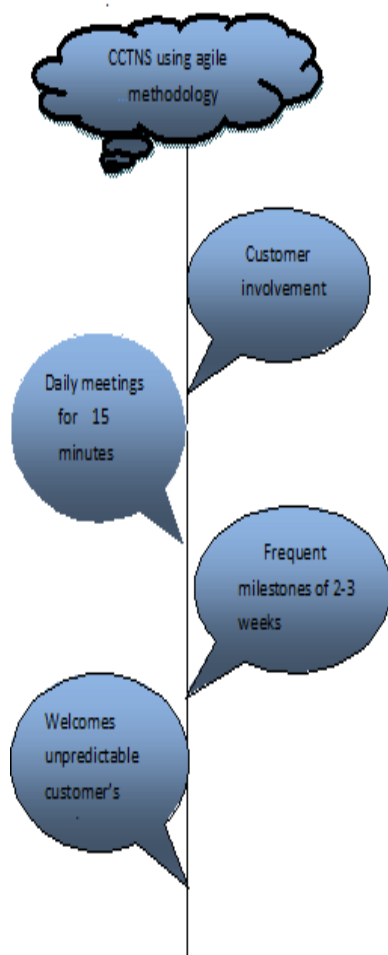 CCTNS using agile
methodology
Customer
involvement
Daily meetings
for 15
minutes
Frequent
milestones of 2-3
weeks
Welcomes
unpredictable
customer's